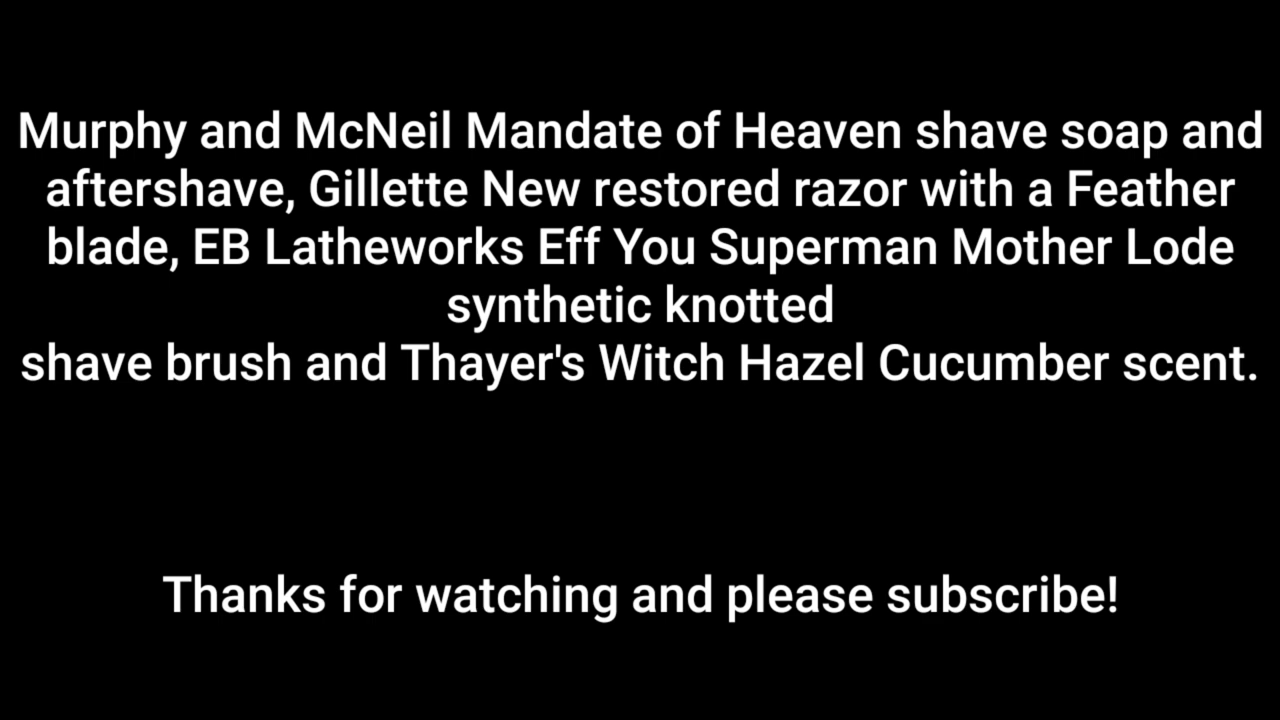 Murphy and McNeil Mandate of Heaven shave soap and
aftershave, Gillette New restored razor with a Feather
blade, EB Latheworks Eff You Superman Mother Lode
synthetic knotted
shave brush and Thayer's Witch Hazel Cucumber scent.
Thanks for watching and please subscribe!